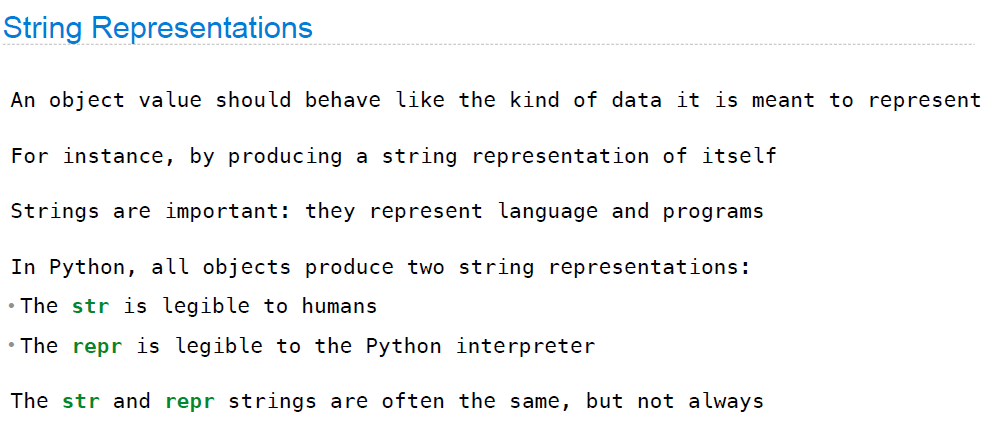 String Representations
An object value should behave like the kind of data it is meant to represent
For instance, by producing a string representation of itself
Strings are important: they represent language and programs
In Python, all objects produce two string representations:
• The str is legible to humans
• The repr is legible to the Python interpreter
The str and repr strings are often the same, but not always